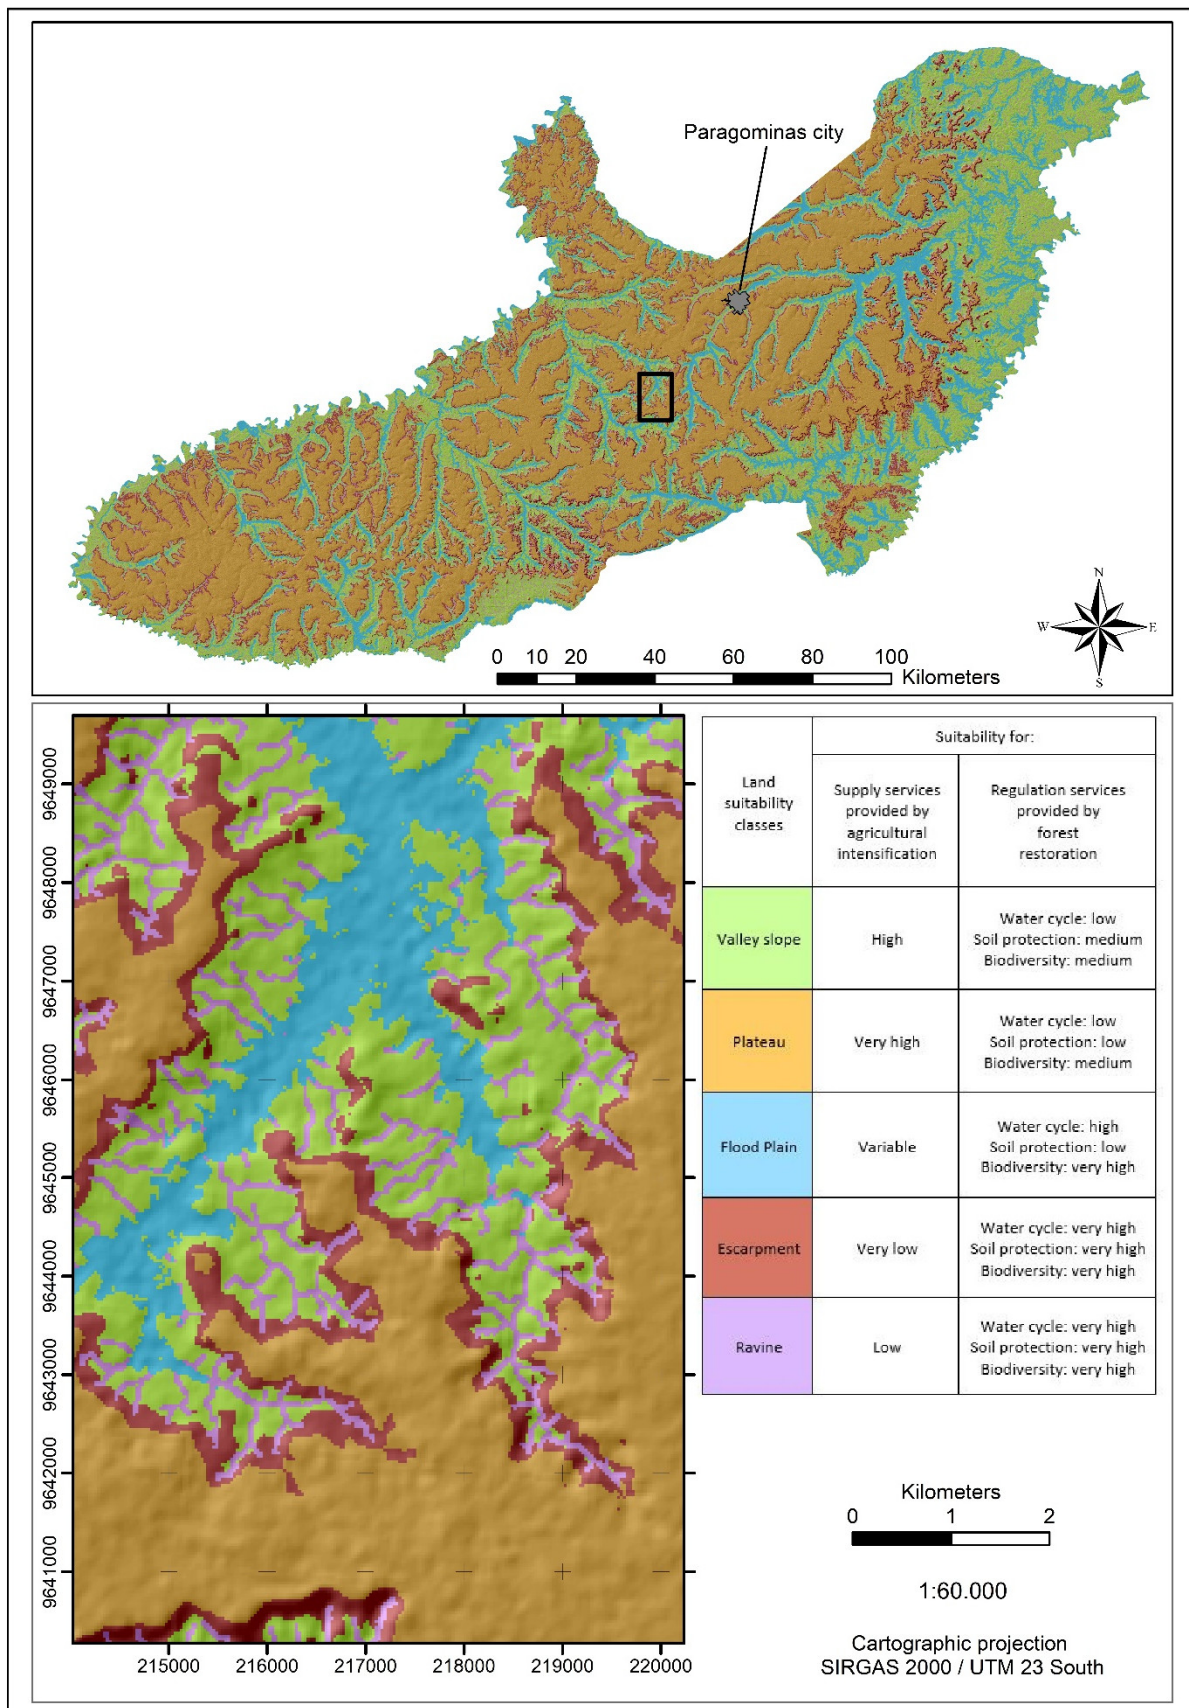 Paragominas city
N
W E
S
0 10 20 40 60 80 100
Kilometers
9649000
9648000
9647000
9646000
9645000
9644000
9643000
9642000
9641000
215000 216000 217000 218000 219000 220000
Land
suitability
classes
Suitability for:
Supply services
provided by
agricultural
intensification
Regulation services
provided by
forest
restoration
Valley slope
High
Water cycle: low
Soil protection: medium
Biodiversity: medium
Plateau
Very high
Water cycle: low
Soil protection: low
Biodiversity: medium
Flood Plain
Variable
Water cycle: high
Soil protection: low
Biodiversity: very high
Escarpment
Very low
Water cycle: very high
Soil protection: very high
Biodiversity: very high
Ravine
Low
Water cycle: very high
Soil protection: very high
Biodiversity: very high
Kilometers
0 1 2
1:60.000
Cartographic projection
SIRGAS 2000 / UTM 23 South